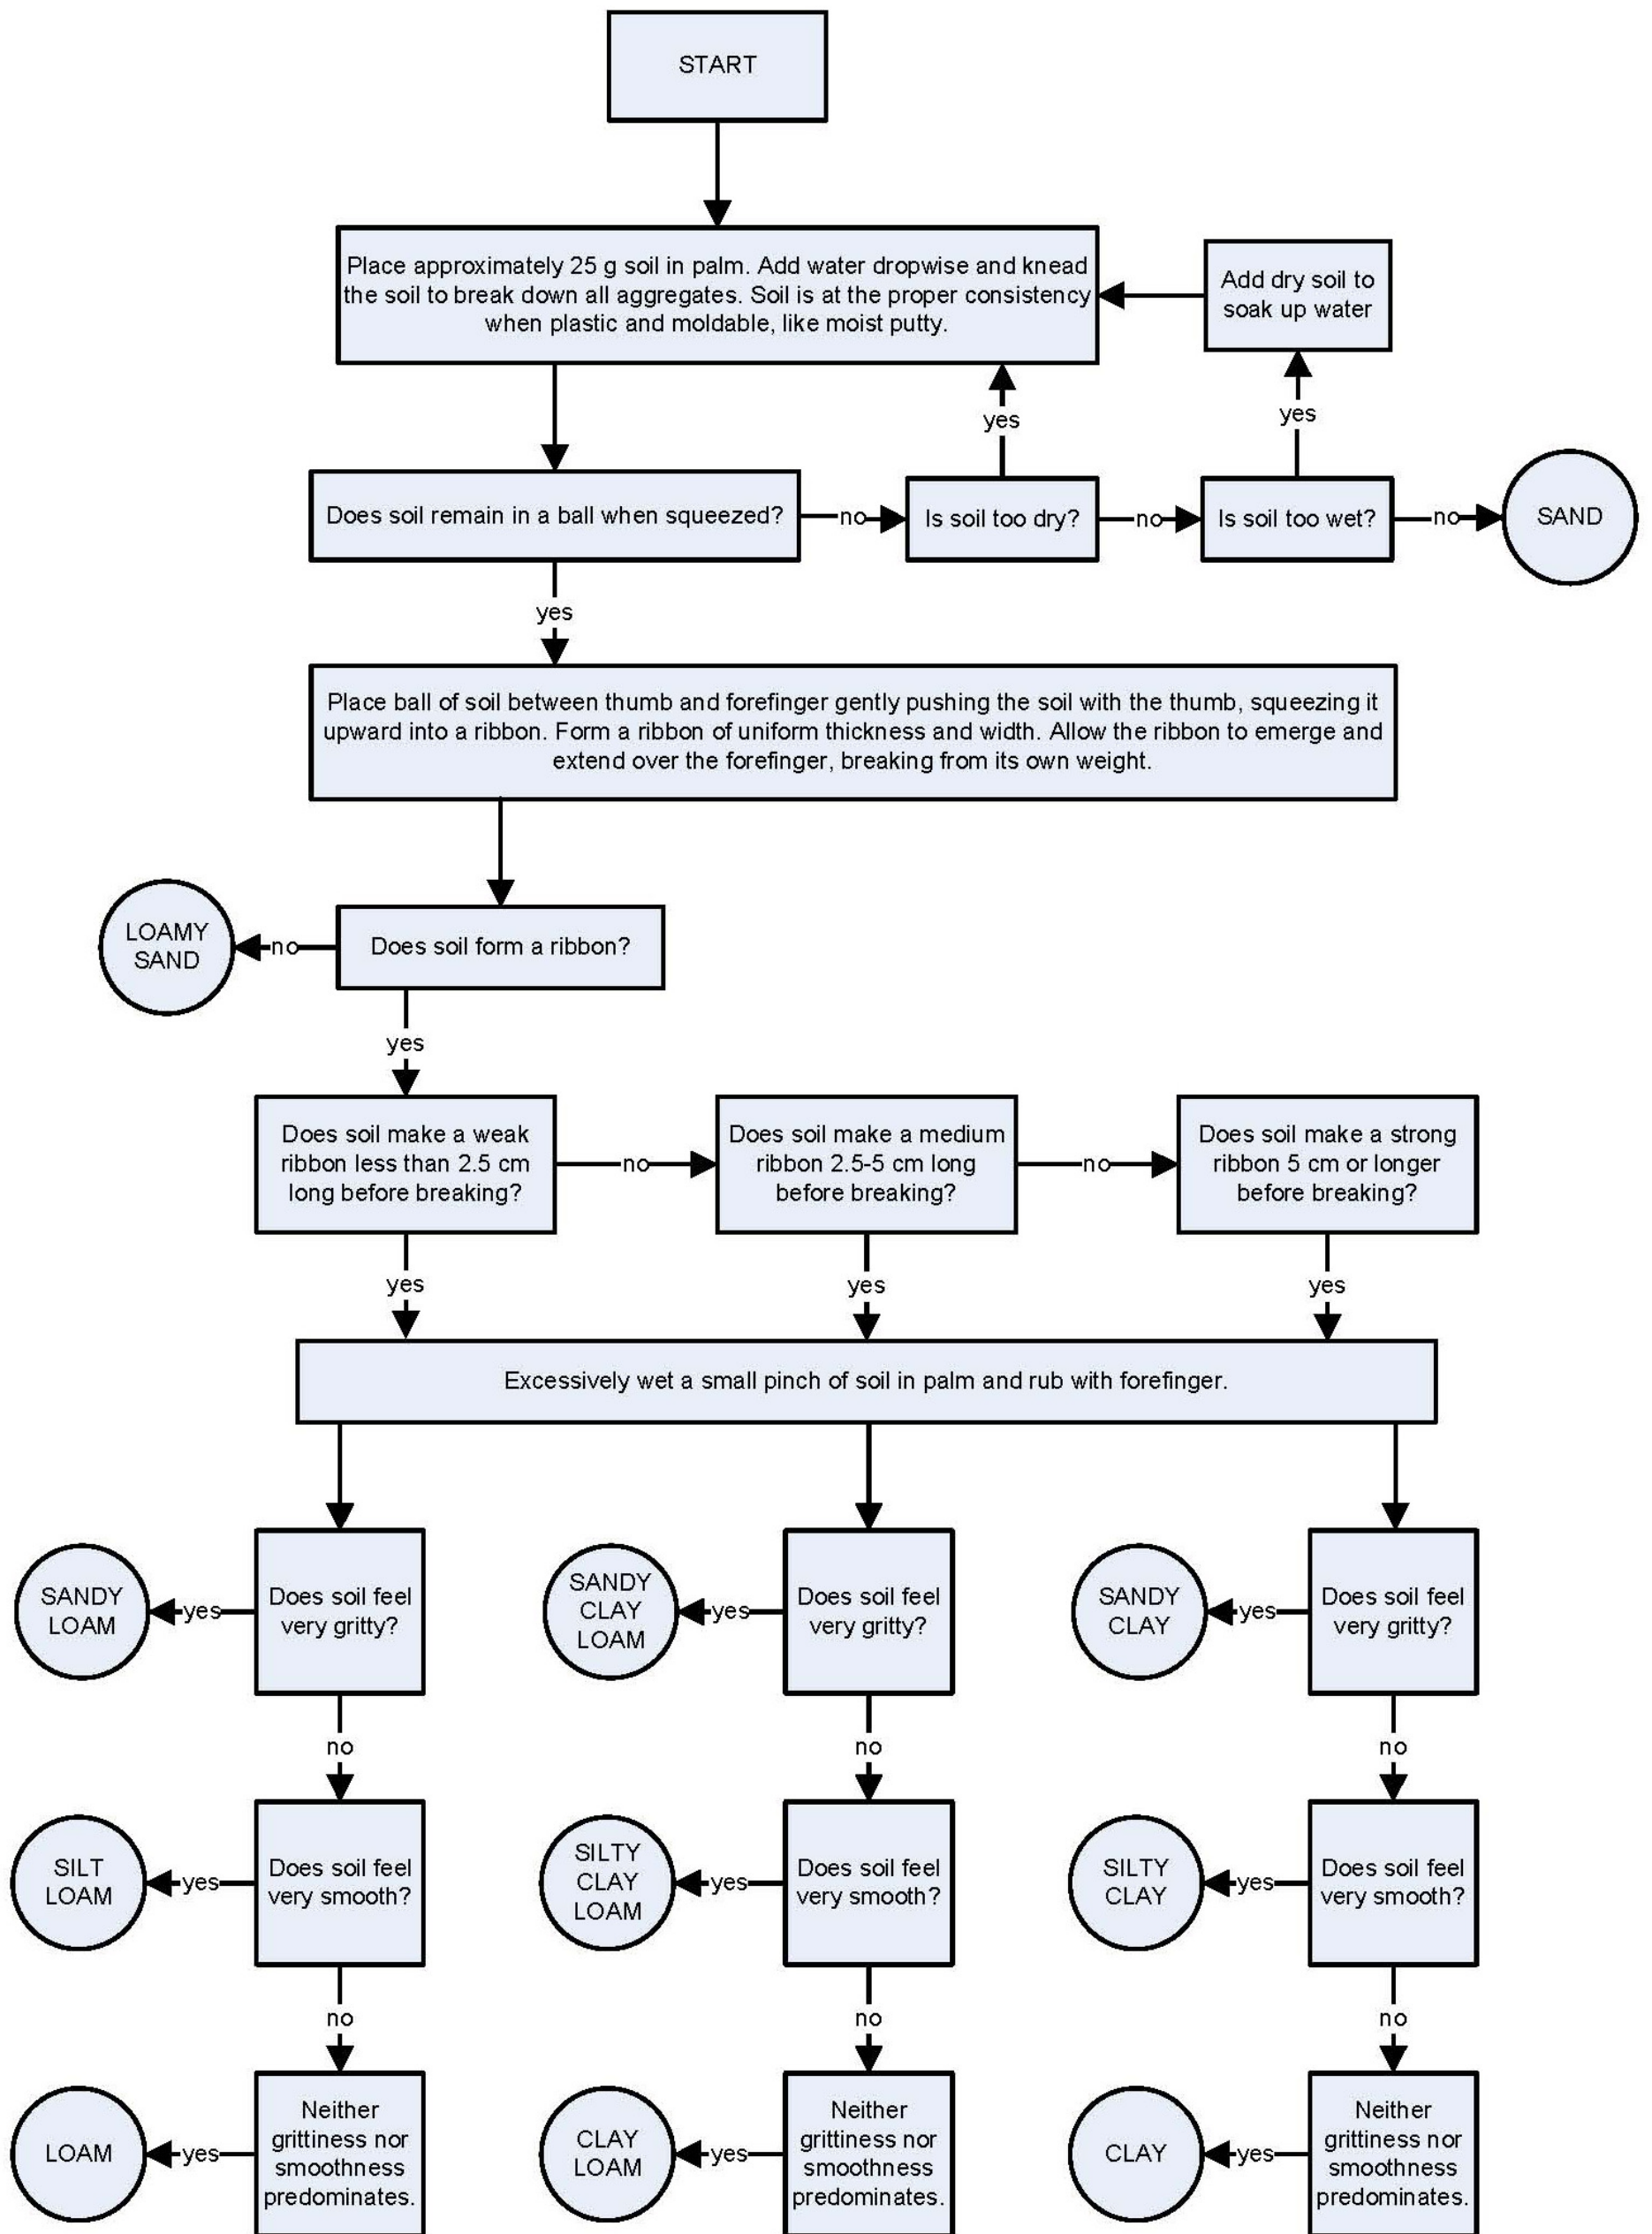 START
Place approximately 25 g soil in palm. Add water dropwise and knead
the soil to break down all aggregates. Soil is at the proper consistency
when plastic and moldable, like moist putty.
Add dry soil to
soak up water
yes
yes
Does soil remain in a ball when squeezed?
no
Is soil too dry?
no
Is soil too wet?
no
SAND
yes
Place ball of soil between thumb and forefinger gently pushing the soil with the thumb, squeezing it
upward into a ribbon. Form a ribbon of uniform thickness and width. Allow the ribbon to emerge and
extend over the forefinger, breaking from its own weight.
LOAMY
SAND
no
Does soil form a ribbon?
yes
Does soil make a weak
ribbon less than 2.5 cm
long before breaking?
no
Does soil make a medium
ribbon 2.5-5 cm long
before breaking?
no
Does soil make a strong
ribbon 5 cm or longer
before breaking?
yes
yes
yes
Excessively wet a small pinch of soil in palm and rub with forefinger.
SANDY
LOAM
yes
Does soil feel
very gritty?
SANDY
CLAY
LOAM
yes
Does soil feel
very gritty?
SANDY
CLAY
yes
Does soil feel
very gritty?
no
no
no
SILT
LOAM
yes
Does soil feel
very smooth?
SILTY
CLAY
LOAM
yes
Does soil feel
very smooth?
SILTY
CLAY
yes
Does soil feel
very smooth?
no
no
no
LOAM
yes
Neither
grittiness nor
smoothness
predominates.
CLAY
LOAM
yes
Neither
grittiness nor
smoothness
predominates.
CLAY
yes
Neither
grittiness nor
smoothness
predominates.